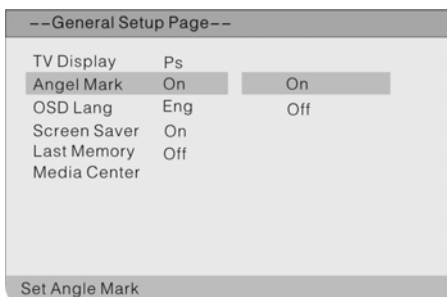 --General Setup Page--
TV Display Ps
Angel Mark On On
OSD Lang Eng Off
Screen Saver On
Last Memory Off
Media Center
Set Angle Mark